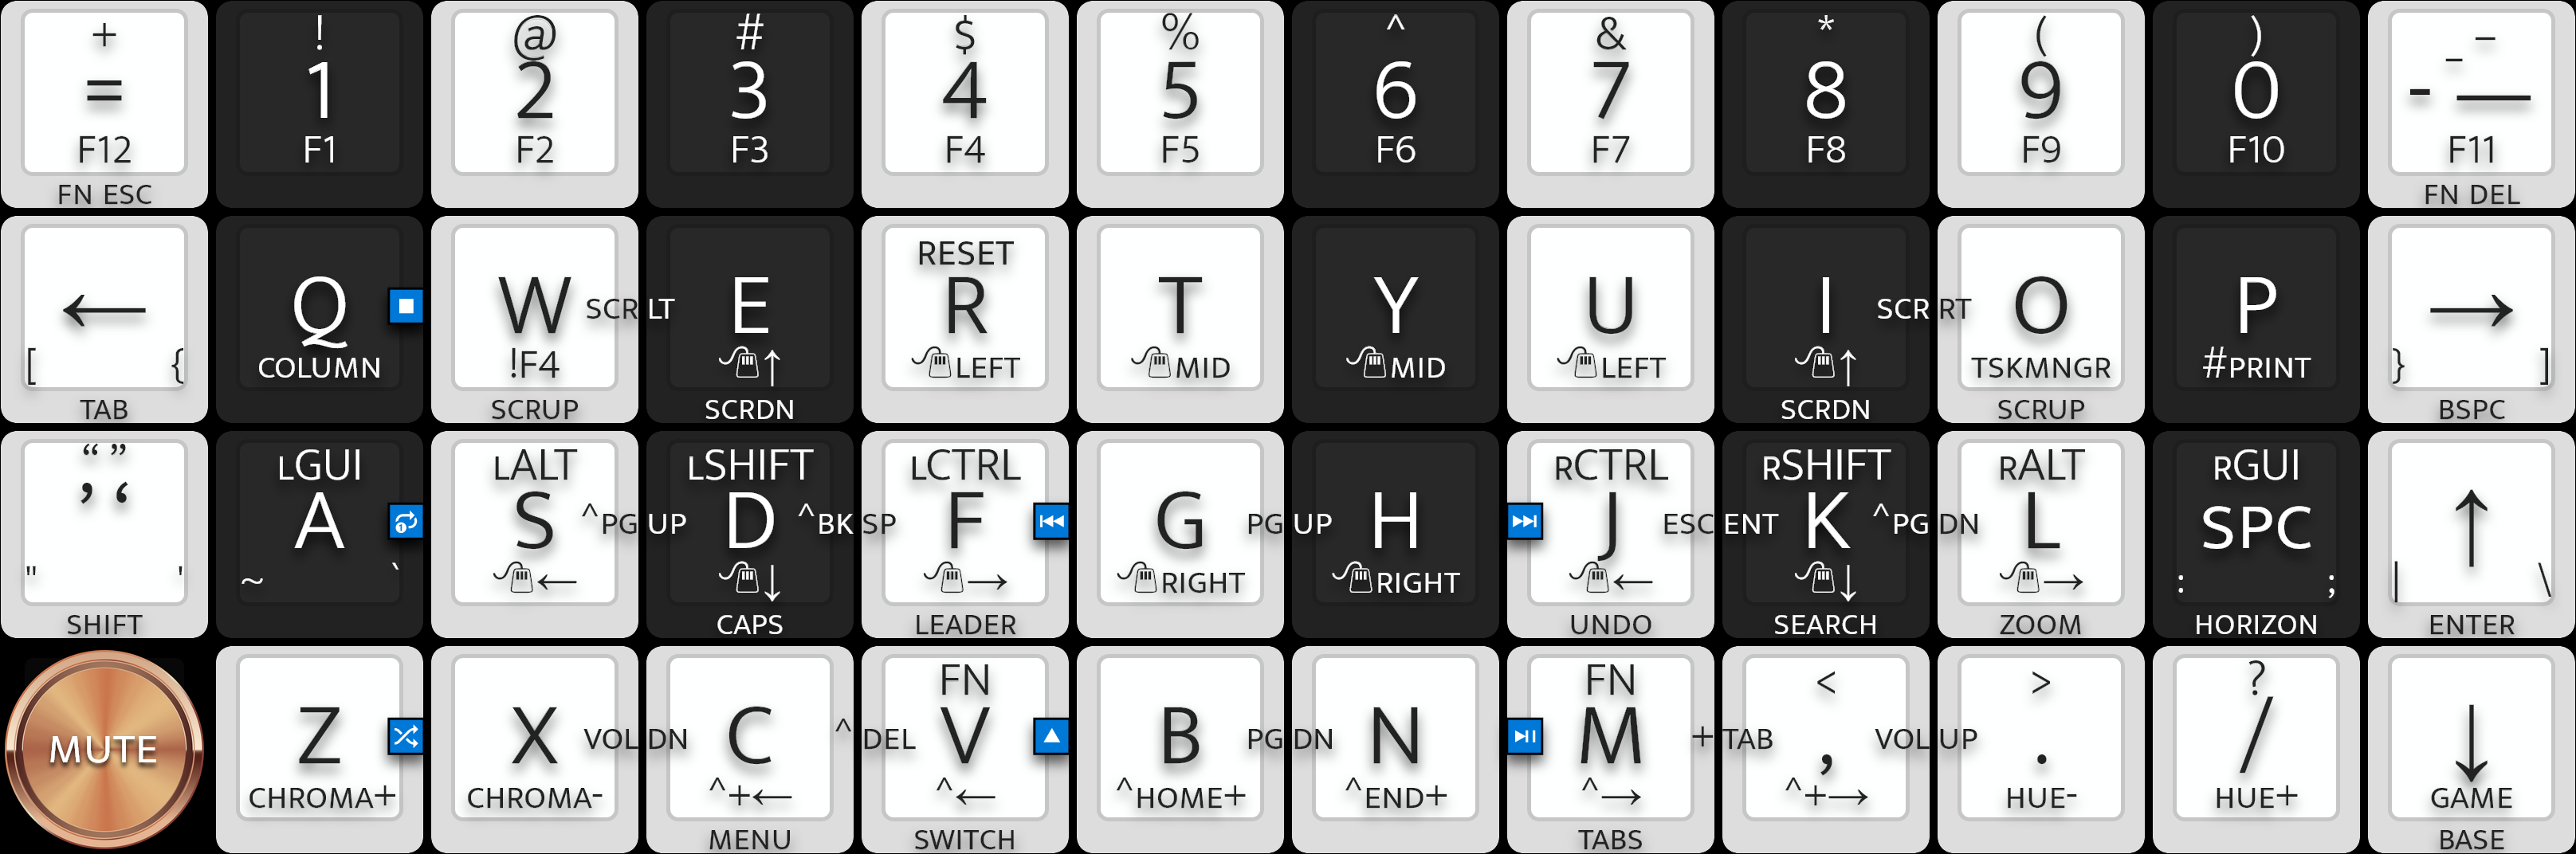 + ! @ # $ % ^ & * ( ) – _
= 1 2 3 4 5 6 7 8 9 0 - —
F12 F1 F2 F3 F4 F5 F6 F7 F8 F9 F10 F11
FN ESC FN DEL
RESET
← Q W SCR LT E R T Y U I SCR RT O P →
[ { COLUMN !F4 ↑ LEFT MID MID LEFT ↑ TSKMNGR #PRINT } ]
TAB SCRUP SCRDN SCRDN SCRUP BSPC
“ ” LGUI LALT LSHIFT LCTRL RCTRL RSHIFT RALT RGUI
’ ‘ A S ^PG UP D ^BK SP F G PG UP H J ESC ENT K ^PG DN L SPC ↑
" ' ~ ` ← ↓ → RIGHT RIGHT ← ↓ → : ; | \
SHIFT CAPS LEADER UNDO SEARCH ZOOM HORIZON ENTER
FN FN < > ?
MUTE Z X VOL DN C ^ DEL V B PG DN N M + TAB , VOL UP . / ↓
CHROMA+ CHROMA- ^+← ^← ^HOME+ ^END+ ^→ ^+→ HUE- HUE+ GAME
MENU SWITCH TABS BASE